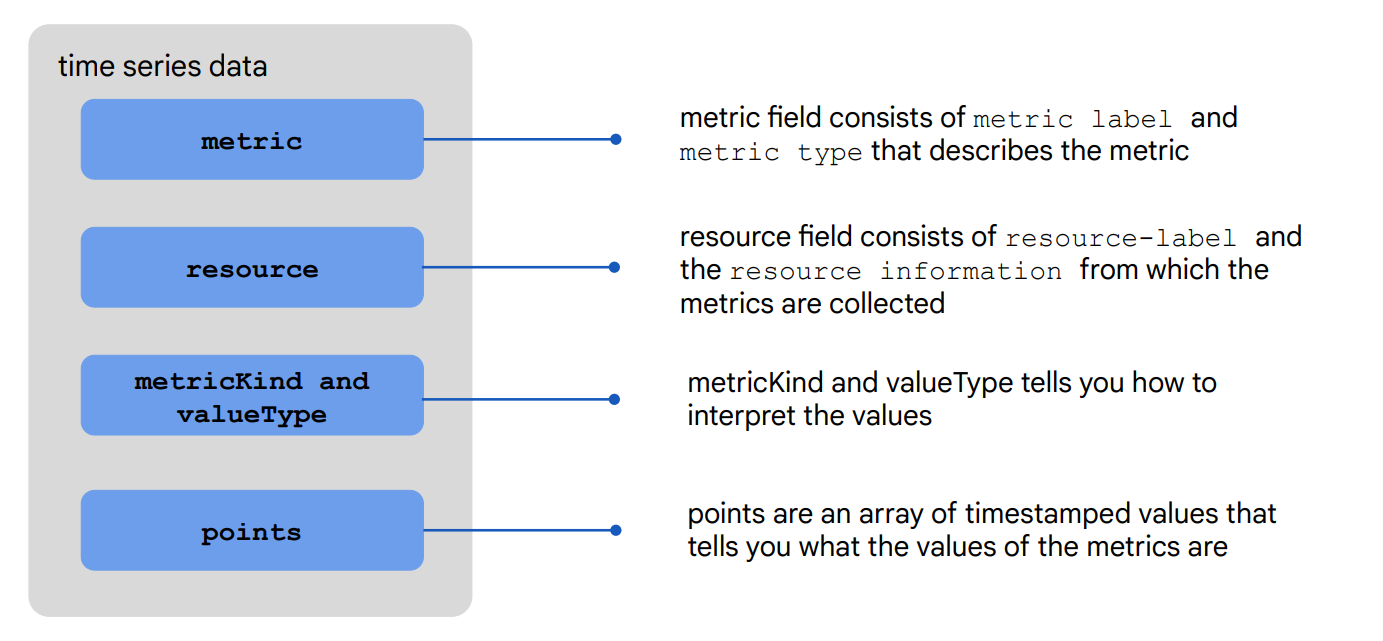 time series data
metric
metric field consists of metric label and
metric type that describes the metric
resource
resource field consists of resource-label and
the resource information from which the
metrics are collected
metricKind and
valueType
metricKind and valueType tells you how to
interpret the values
points
points are an array of timestamped values that
tells you what the values of the metrics are